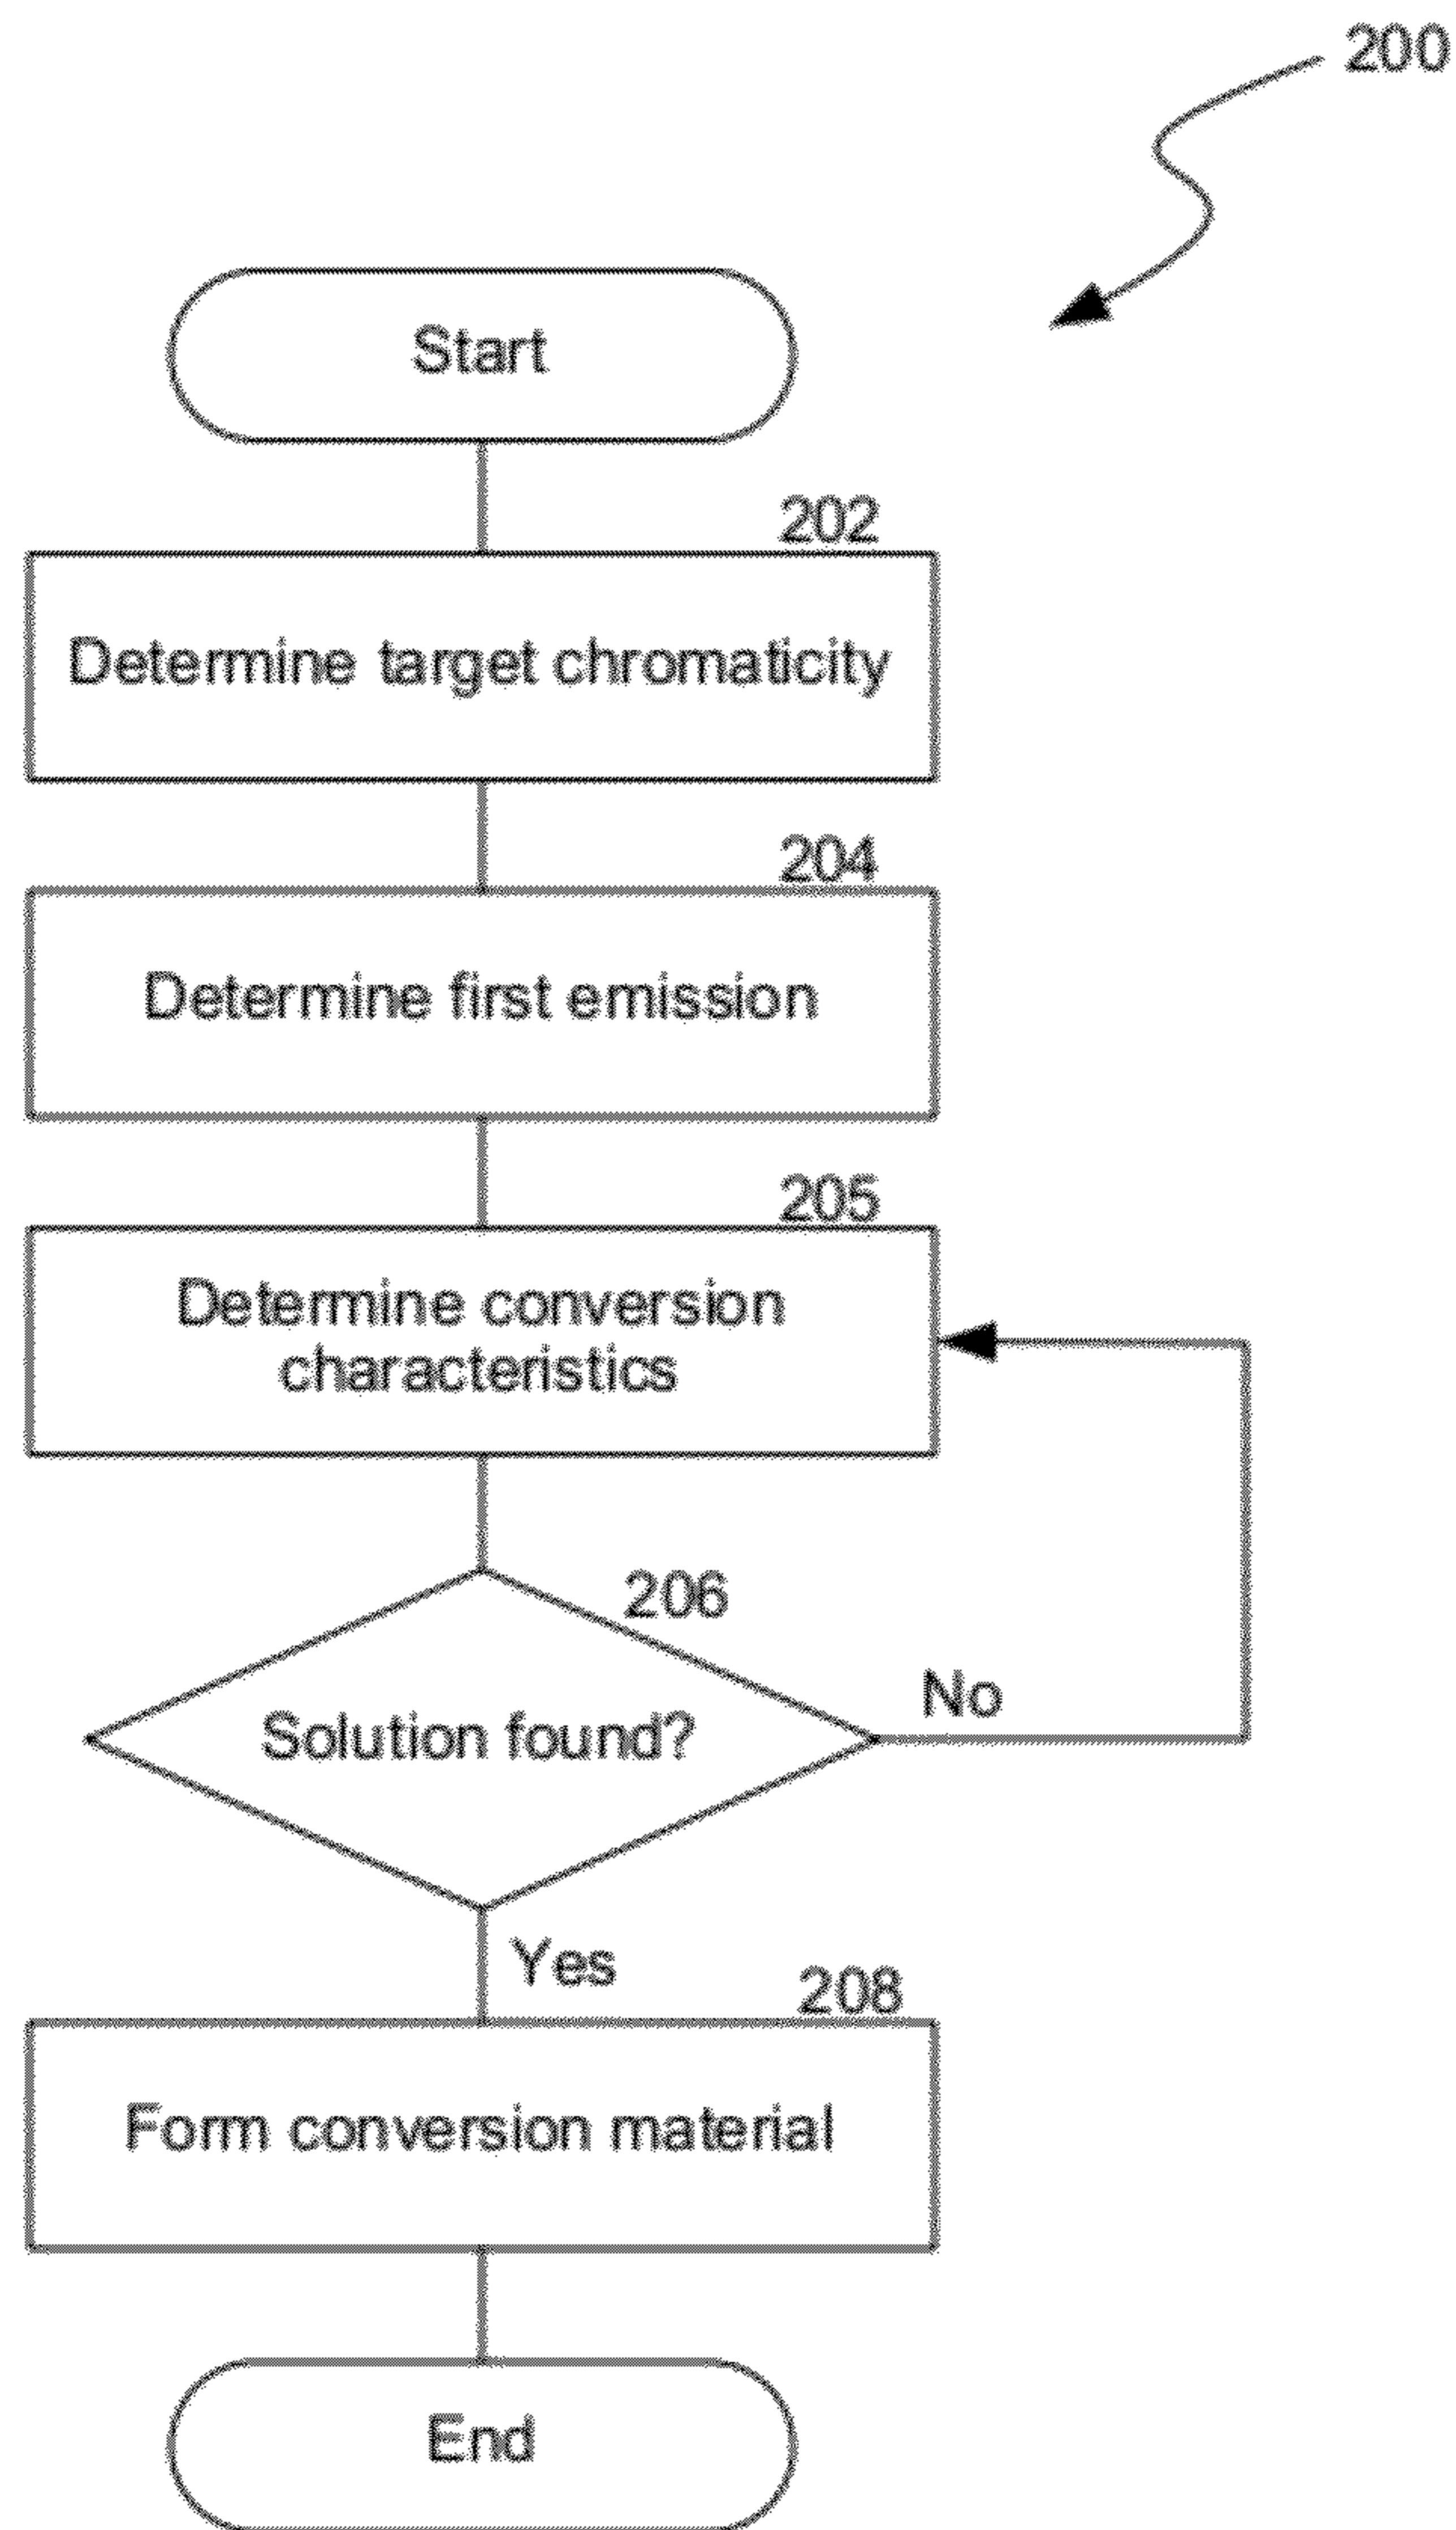 200
Start
202
Determine target chromaticity
204
Determine first emission
205
Determine conversion
characteristics
206
Solution found?
No
Yes
208
Form conversion material
End